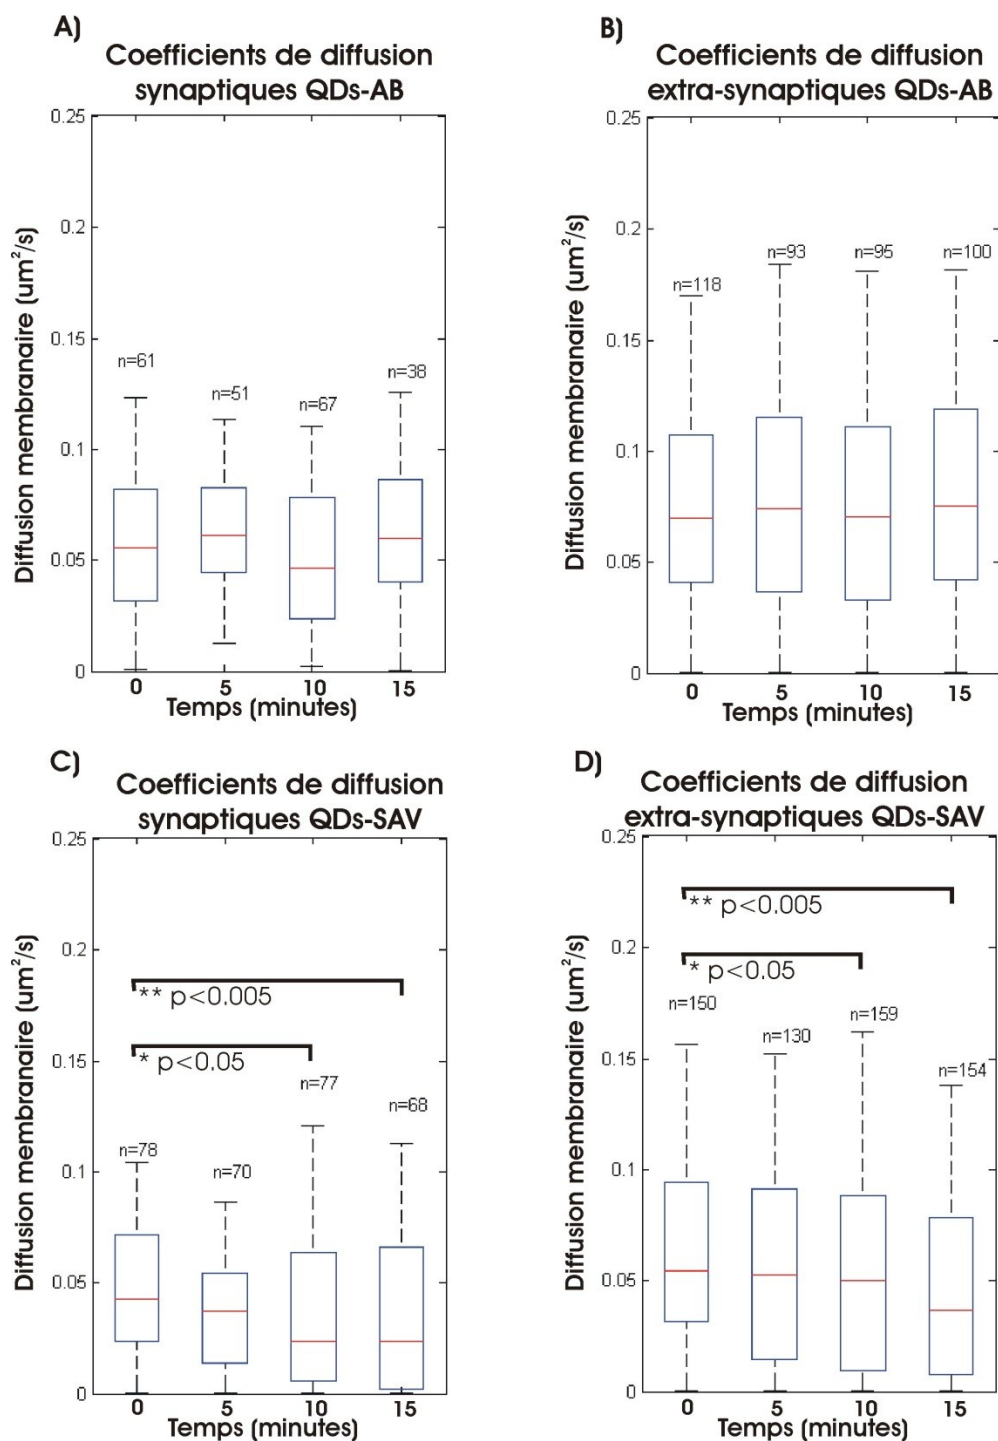 A)
Coefficients de diffusion
synaptiques QDs-AB
0.25
0.2
0.15
0.1
0.05
0
Diffusion membranaire (um²/s)
n=61
n=51
n=67
n=38
0 5 10 15
Temps (minutes)
B)
Coefficients de diffusion
extra-synaptiques QDs-AB
0.25
0.2
0.15
0.1
0.05
0
Diffusion membranaire (um²/s)
n=118
n=93
n=95
n=100
0 5 10 15
Temps (minutes)
C)
Coefficients de diffusion
synaptiques QDs-SAV
0.25
0.2
0.15
0.1
0.05
0
Diffusion membranaire (um²/s)
** p<0.005
* p<0.05
n=78
n=70
n=77
n=68
0 5 10 15
Temps (minutes)
D)
Coefficients de diffusion
extra-synaptiques QDs-SAV
0.25
0.2
0.15
0.1
0.05
0
Diffusion membranaire (um²/s)
** p<0.005
* p<0.05
n=150
n=130
n=159
n=154
0 5 10 15
Temps (minutes)